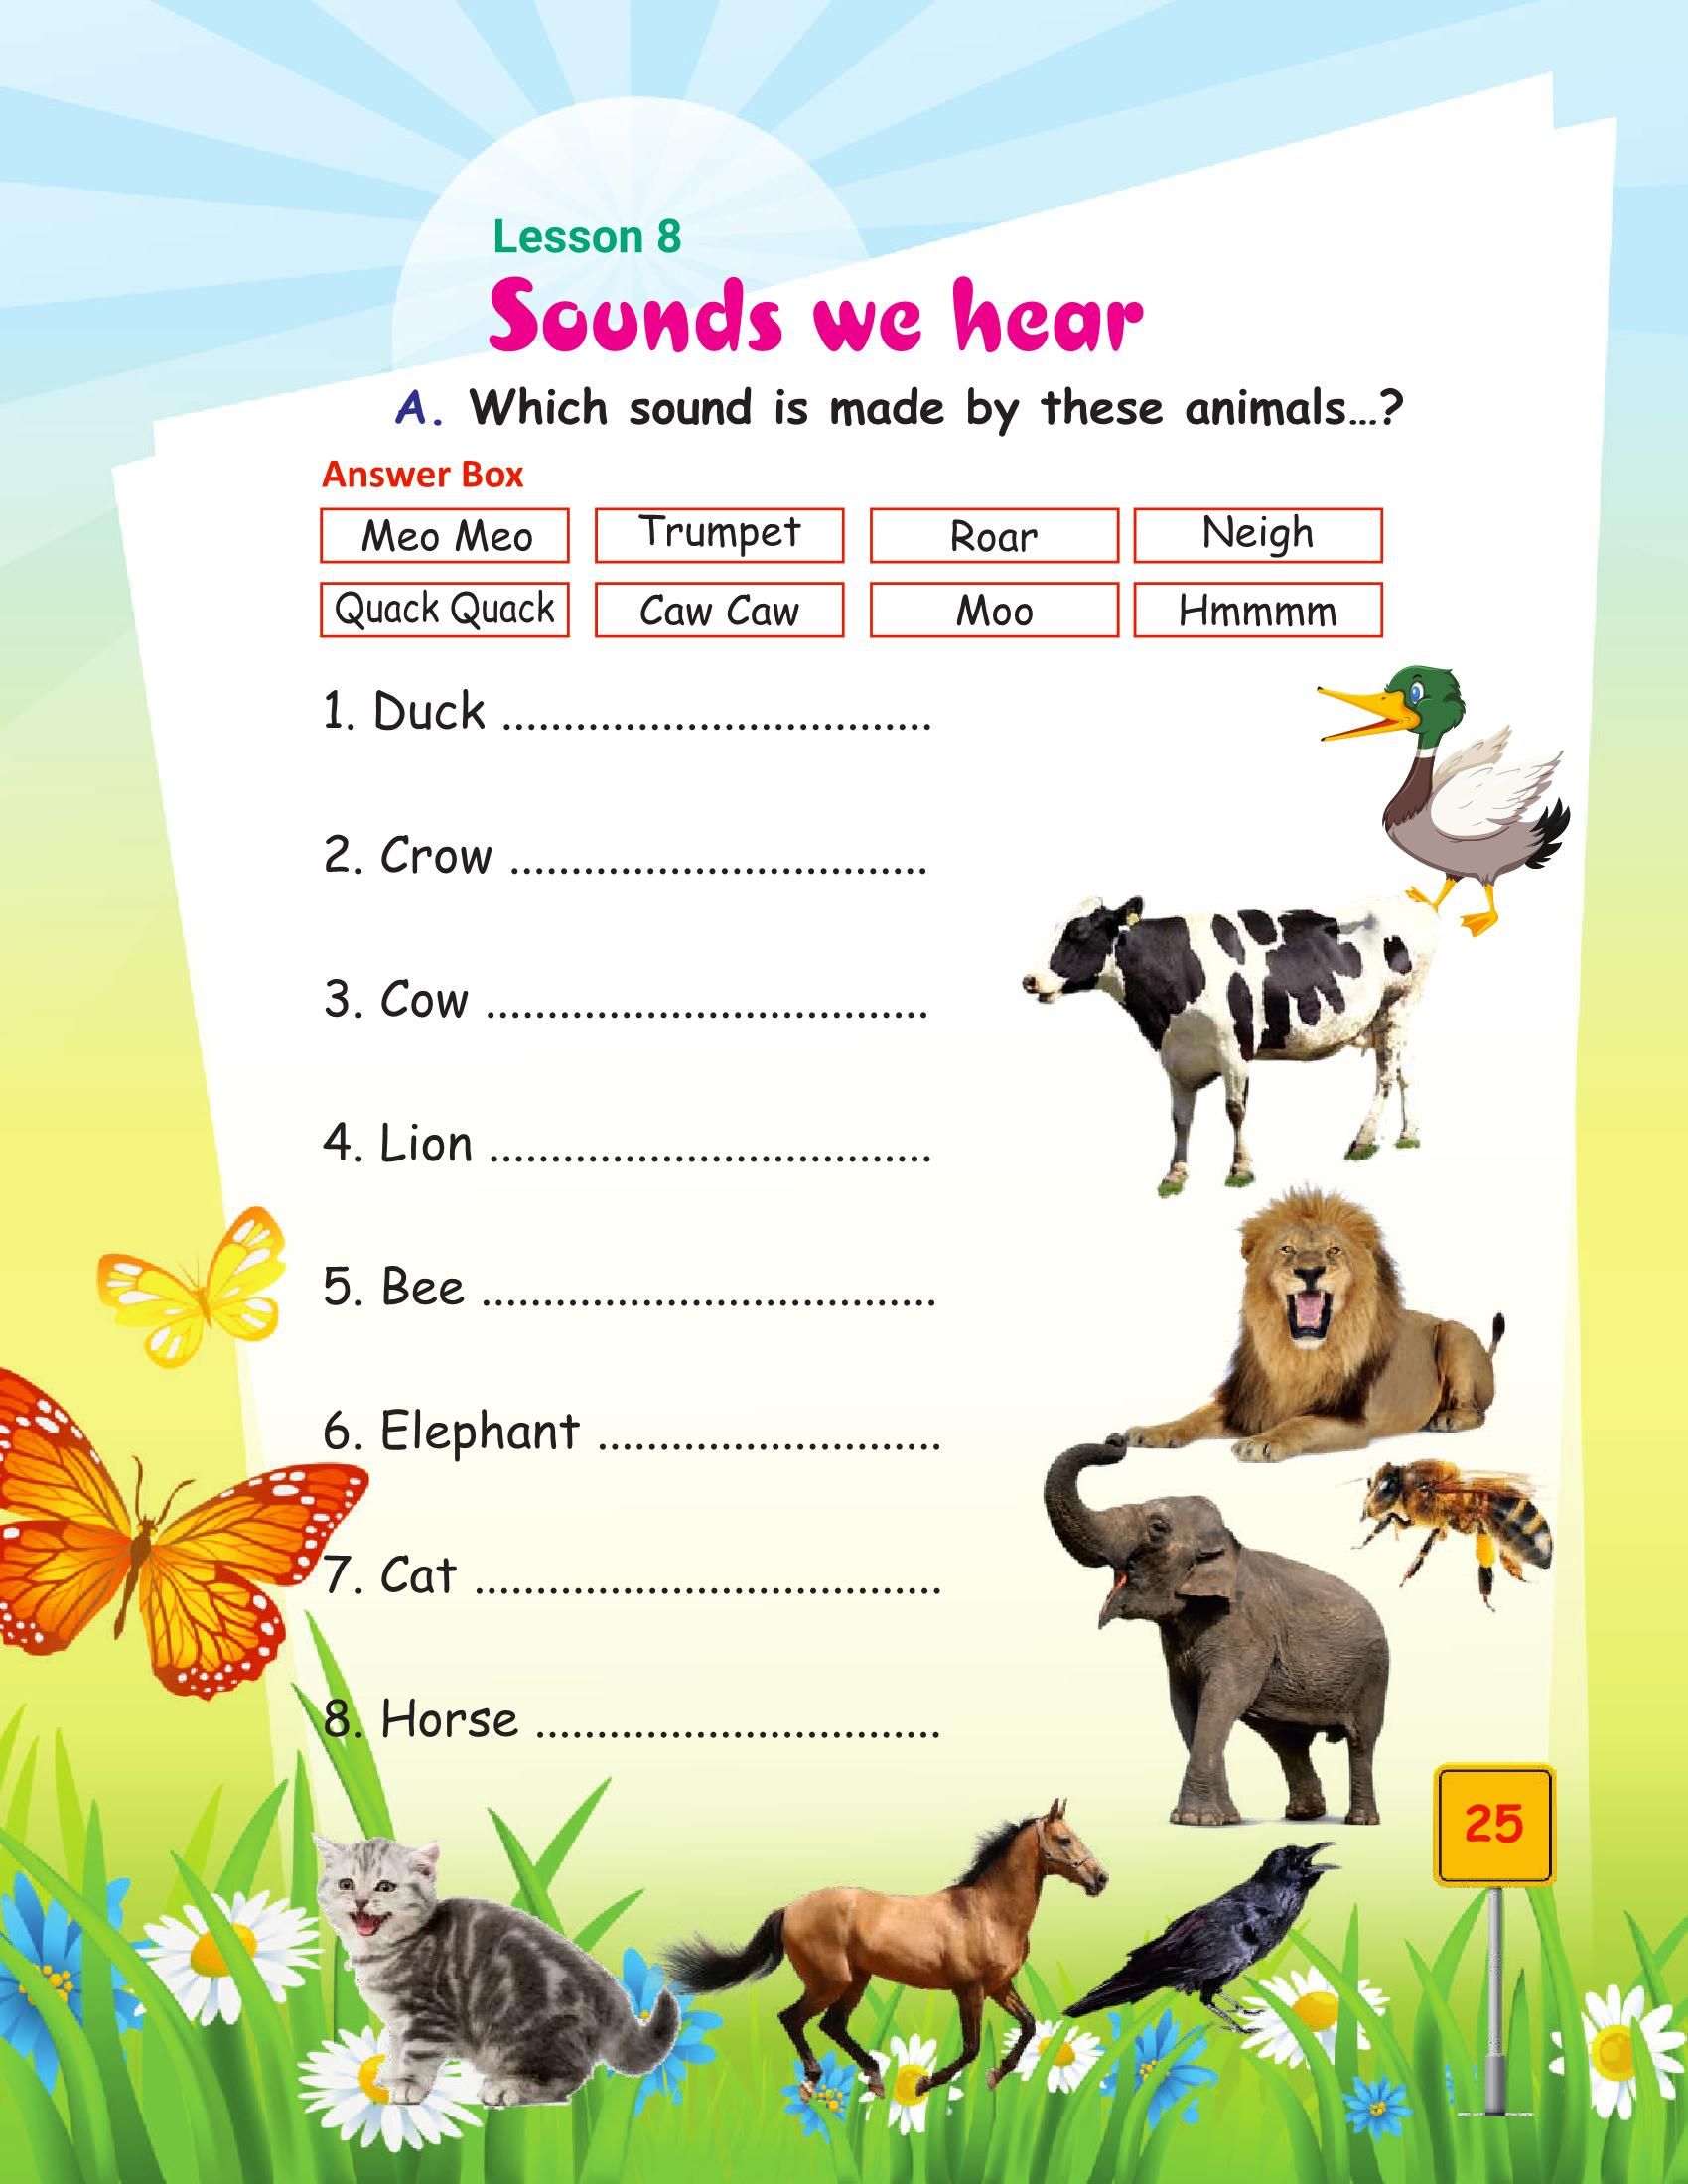 Lesson 8
Sounds we hear
A. Which sound is made by these animals...?
Answer Box
Meo Meo Trumpet Roar Neigh
Quack Quack Caw Caw Moo Hmmmm
1. Duck ...................................
2. Crow ..................................
3. Cow ....................................
4. Lion ....................................
5. Bee .....................................
6. Elephant ............................
7. Cat ......................................
8. Horse .................................
25